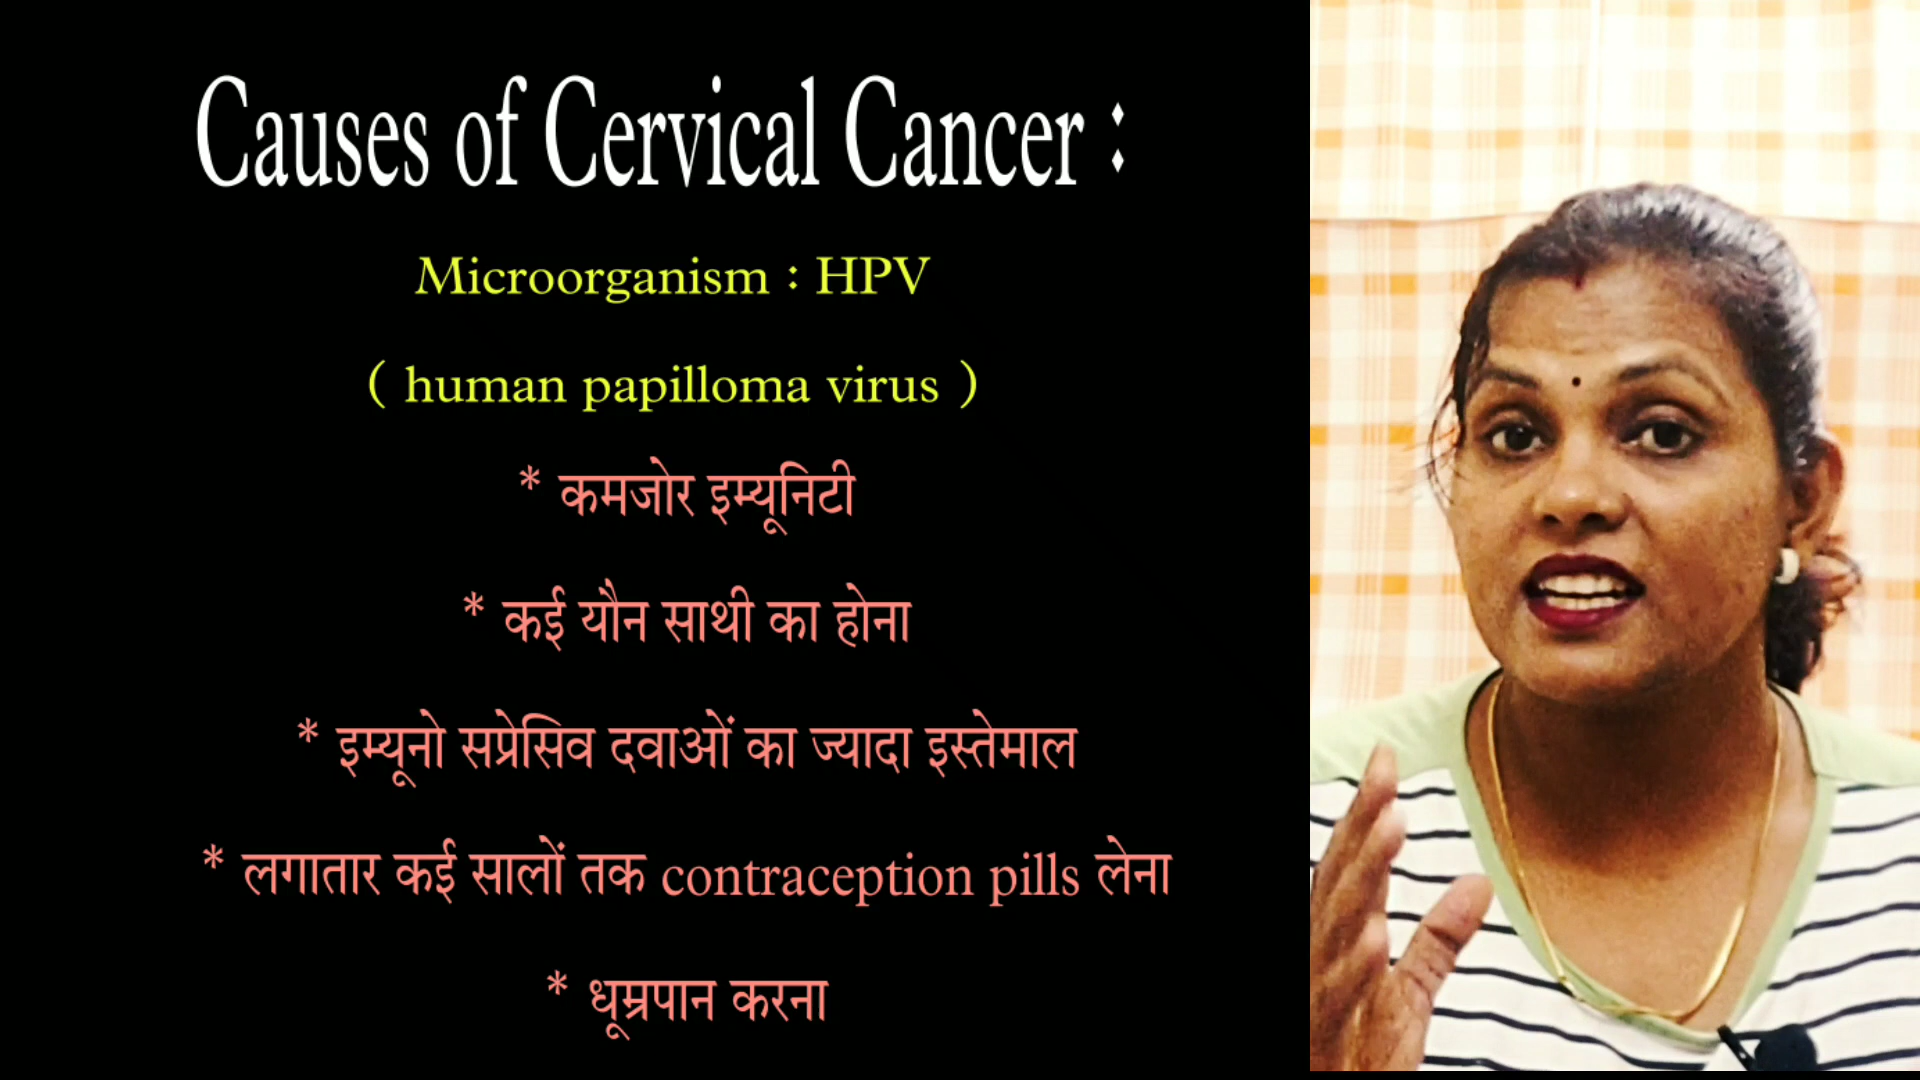 Causes of Cervical Cancer :
Microorganism : HPV
( human papilloma virus )
* कमजोर इम्यूनिटी
* कई यौन साथी का होना
* इम्यूनो सप्रेसिव दवाओं का ज्यादा इस्तेमाल
* लगातार कई सालों तक contraception pills लेना
* धूम्रपान करना